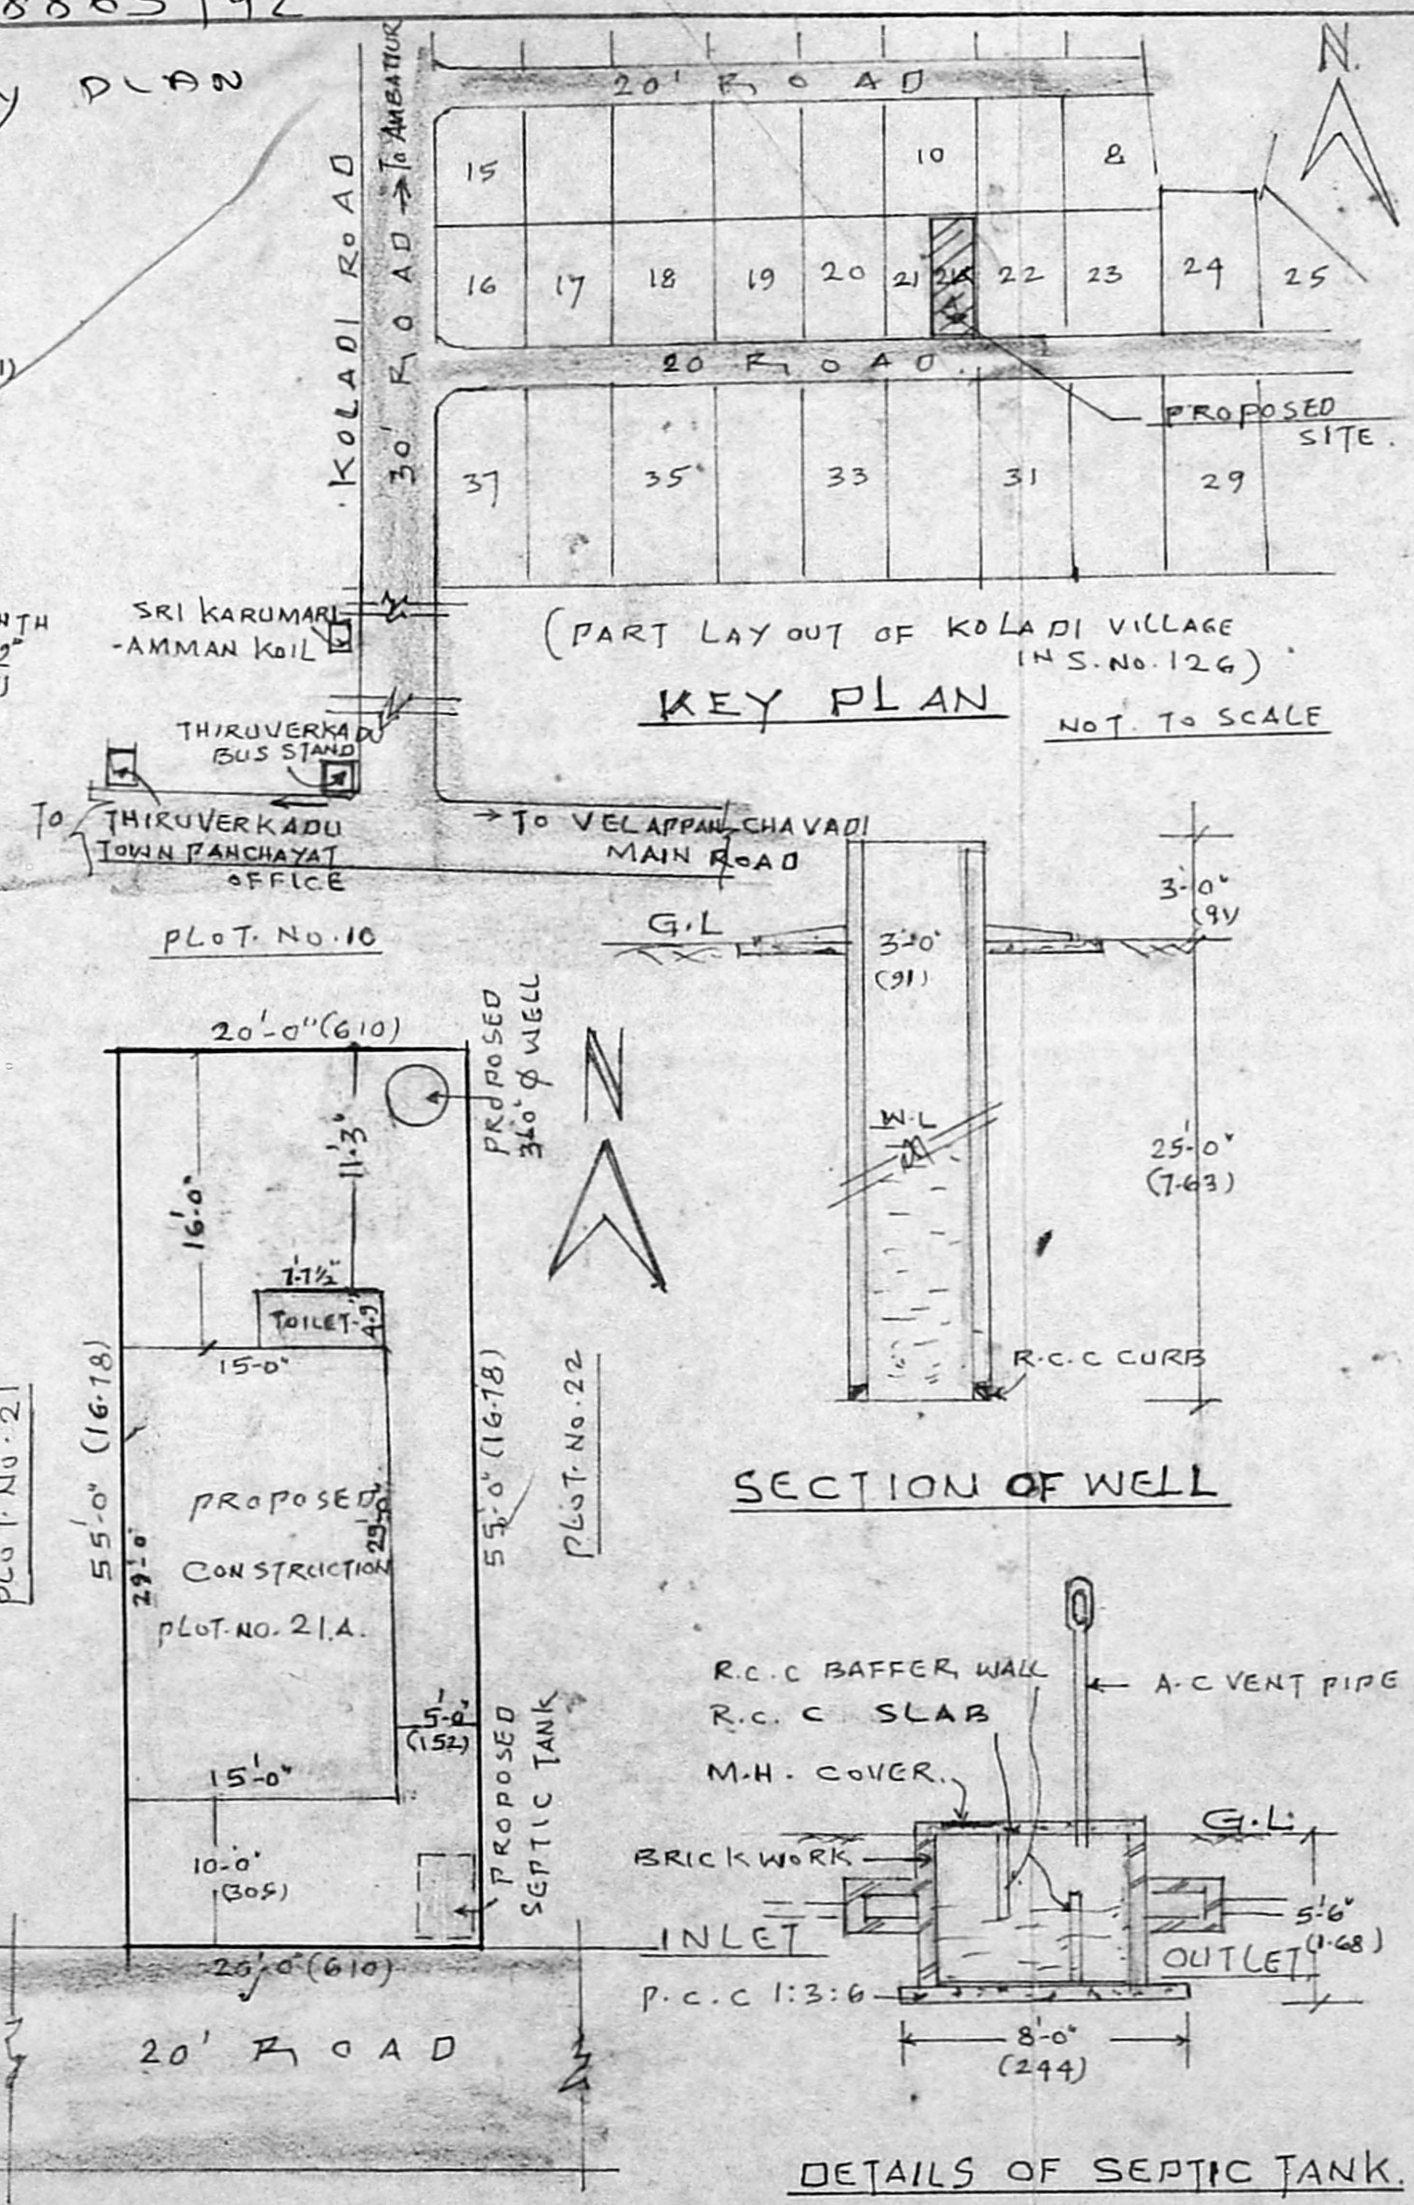 PLAN
20' ROAD
N.
KOLADI ROAD
30' ROAD → To AMBATTUR
15
10
8
16
17
18
19
20
21
21A
22
23
24
25
20 ROAD
PROPOSED
SITE.
37
35
33
31
29
SRI KARUMARI
-AMMAN KOIL
(PART LAY OUT OF KOLADI VILLAGE
IN S.NO.126)
KEY PLAN
NOT. TO SCALE
THIRUVERKADU
BUS STAND
TO THIRUVERKADU
TOWN PANCHAYAT
OFFICE
→ TO VELAPPAN CHAVADI
MAIN ROAD
PLOT. No.10
20'-0" (610)
PROPOSED
3'-0" Ø WELL
N
16'-0"
11'-3"
7'-7½"
TOILET
4'-9"
15'-0"
PLOT. No. 21
55'-0" (16.78)
29'-0"
PROPOSED
CONSTRUCTION
PLOT.NO. 21.A.
29'-0"
55'-0" (16.78)
PLOT. No. 22
5'-0"
(152)
15'-0"
10'-0"
(305)
PROPOSED
SEPTIC TANK
20'-0" (610)
20' ROAD
G.L
3'-0"
(91)
3'-0"
(91)
W.L
25'-0"
(7.63)
R.C.C CURB
SECTION OF WELL
R.C.C BAFFER WALL
R.C.C SLAB
M.H. COVER.
A.C VENT PIPE
G.L.
BRICK WORK
INLET
OUTLET
5'-6"
(1.68)
P.C.C 1:3:6
8'-0"
(244)
DETAILS OF SEPTIC TANK.